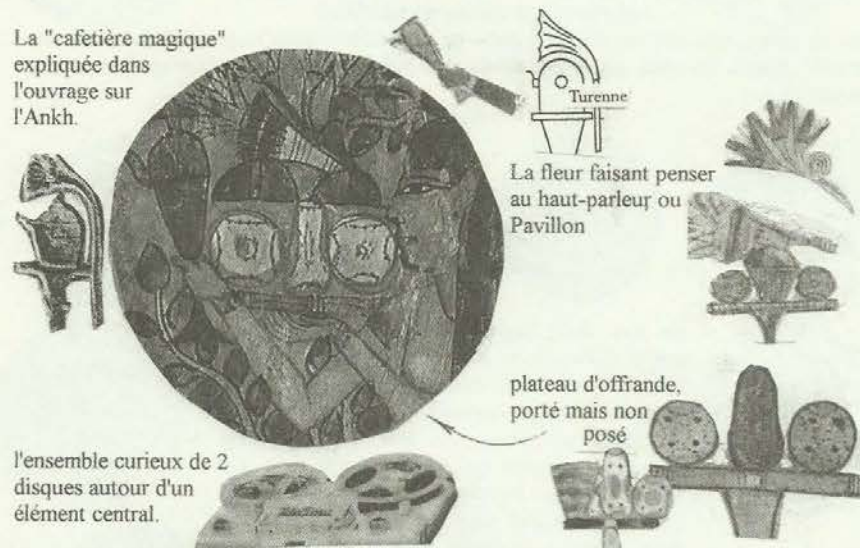 La "cafetière magique"
expliquée dans
l'ouvrage sur
l'Ankh.
Turenne
La fleur faisant penser
au haut-parleur ou
Pavillon
plateau d'offrande,
porté mais non
posé
l'ensemble curieux de 2
disques autour d'un
élément central.